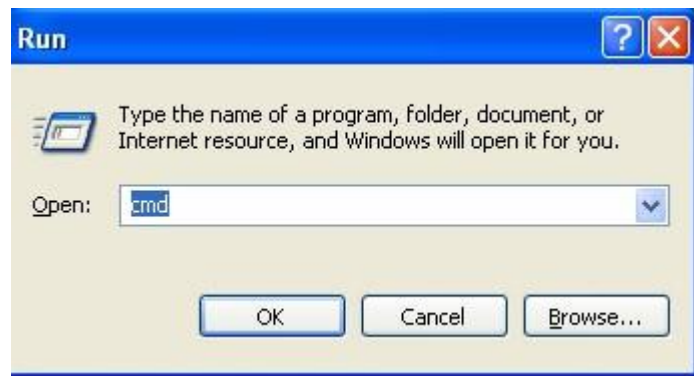 Run
Type the name of a program, folder, document, or
Internet resource, and Windows will open it for you.
Open: cmd
OK Cancel Browse...